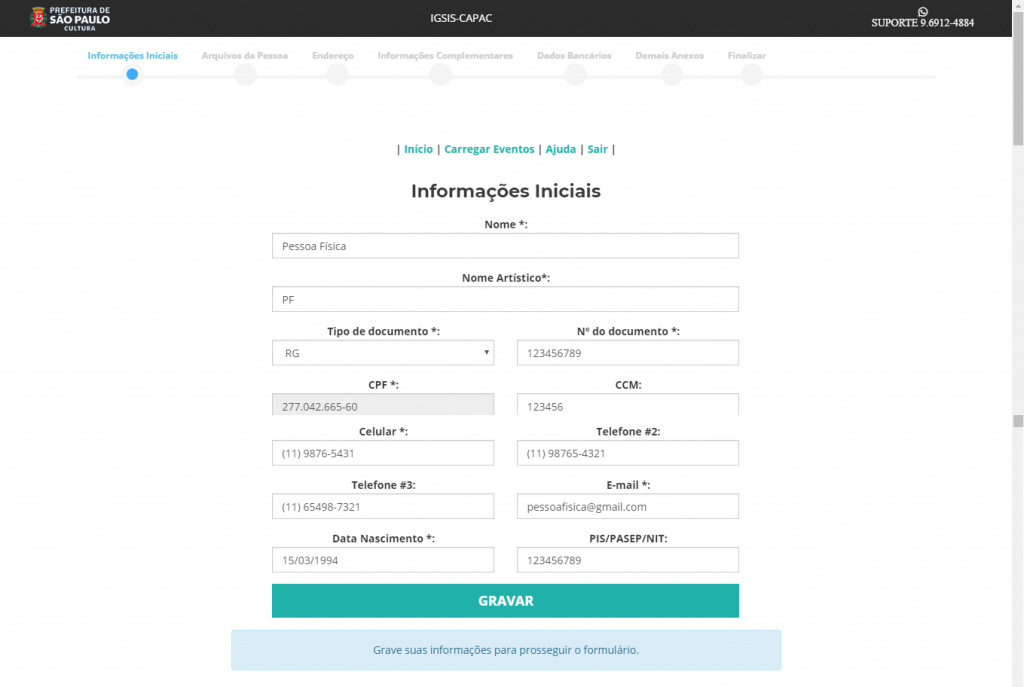 PREFEITURA DE
SÃO PAULO
CULTURA
IGSIS-CAPAC
SUPORTE 9.6912-4884
Informações Iniciais Arquivos da Pessoa Endereço Informações Complementares Dados Bancários Demais Anexos Finalizar
| Início | Carregar Eventos | Ajuda | Sair |
Informações Iniciais
Nome *:
Pessoa Física
Nome Artístico*:
PF
Tipo de documento *: Nº do documento *:
RG 123456789
CPF *: CCM:
277.042.665-60 123456
Celular *: Telefone #2:
(11) 9876-5431 (11) 98765-4321
Telefone #3: E-mail *:
(11) 65498-7321 pessoafisica@gmail.com
Data Nascimento *: PIS/PASEP/NIT:
15/03/1994 123456789
GRAVAR
Grave suas informações para prosseguir o formulário.